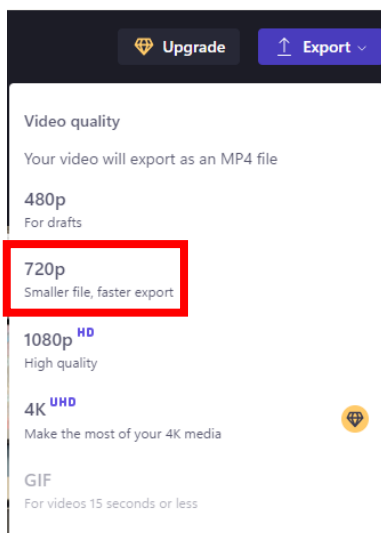 Upgrade
Export
Video quality
Your video will export as an MP4 file
480p
For drafts
720p
Smaller file, faster export
1080p HD
High quality
4K UHD
Make the most of your 4K media
GIF
For videos 15 seconds or less